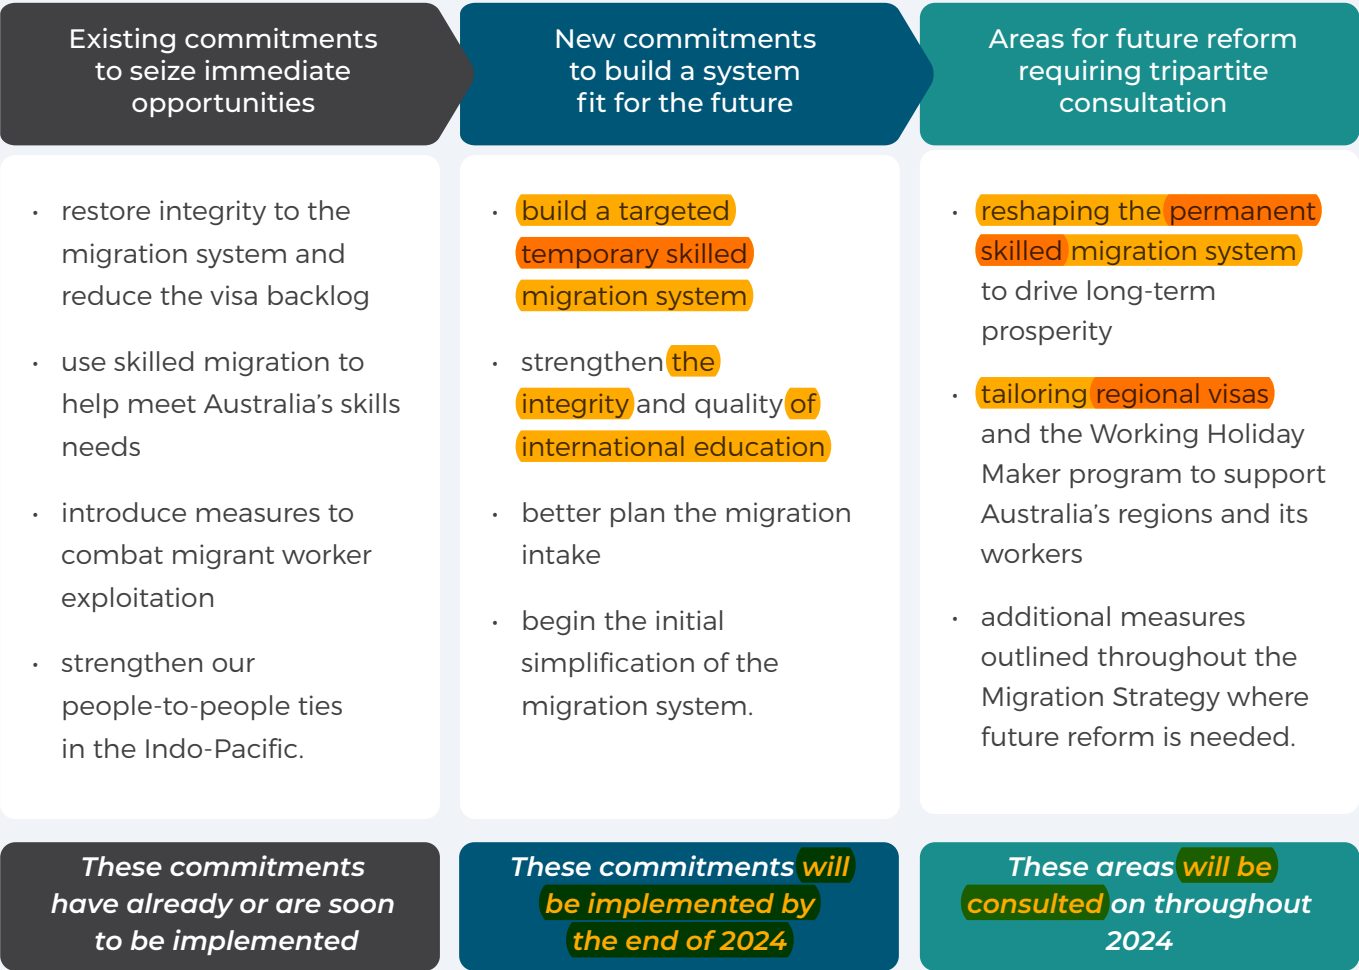 Existing commitments
to seize immediate
opportunities
New commitments
to build a system
fit for the future
Areas for future reform
requiring tripartite
consultation
• restore integrity to the
migration system and
reduce the visa backlog
• use skilled migration to
help meet Australia’s skills
needs
• introduce measures to
combat migrant worker
exploitation
• strengthen our
people-to-people ties
in the Indo-Pacific.
• build a targeted
temporary skilled
migration system
• strengthen the
integrity and quality of
international education
• better plan the migration
intake
• begin the initial
simplification of the
migration system.
• reshaping the permanent
skilled migration system
to drive long-term
prosperity
• tailoring regional visas
and the Working Holiday
Maker program to support
Australia’s regions and its
workers
• additional measures
outlined throughout the
Migration Strategy where
future reform is needed.
These commitments
have already or are soon
to be implemented
These commitments will
be implemented by
the end of 2024
These areas will be
consulted on throughout
2024